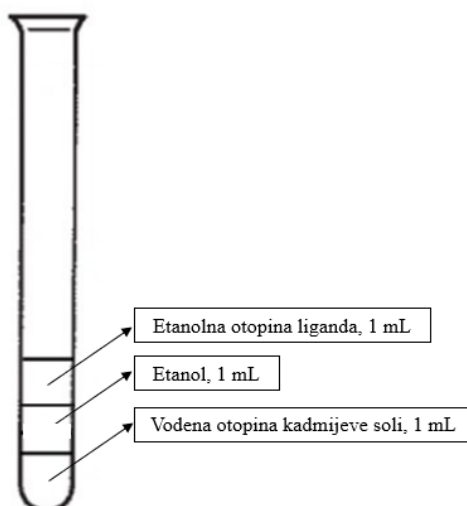 Etanolna otopina liganda, 1 mL
Etanol, 1 mL
Vodena otopina kadmijeve soli, 1 mL